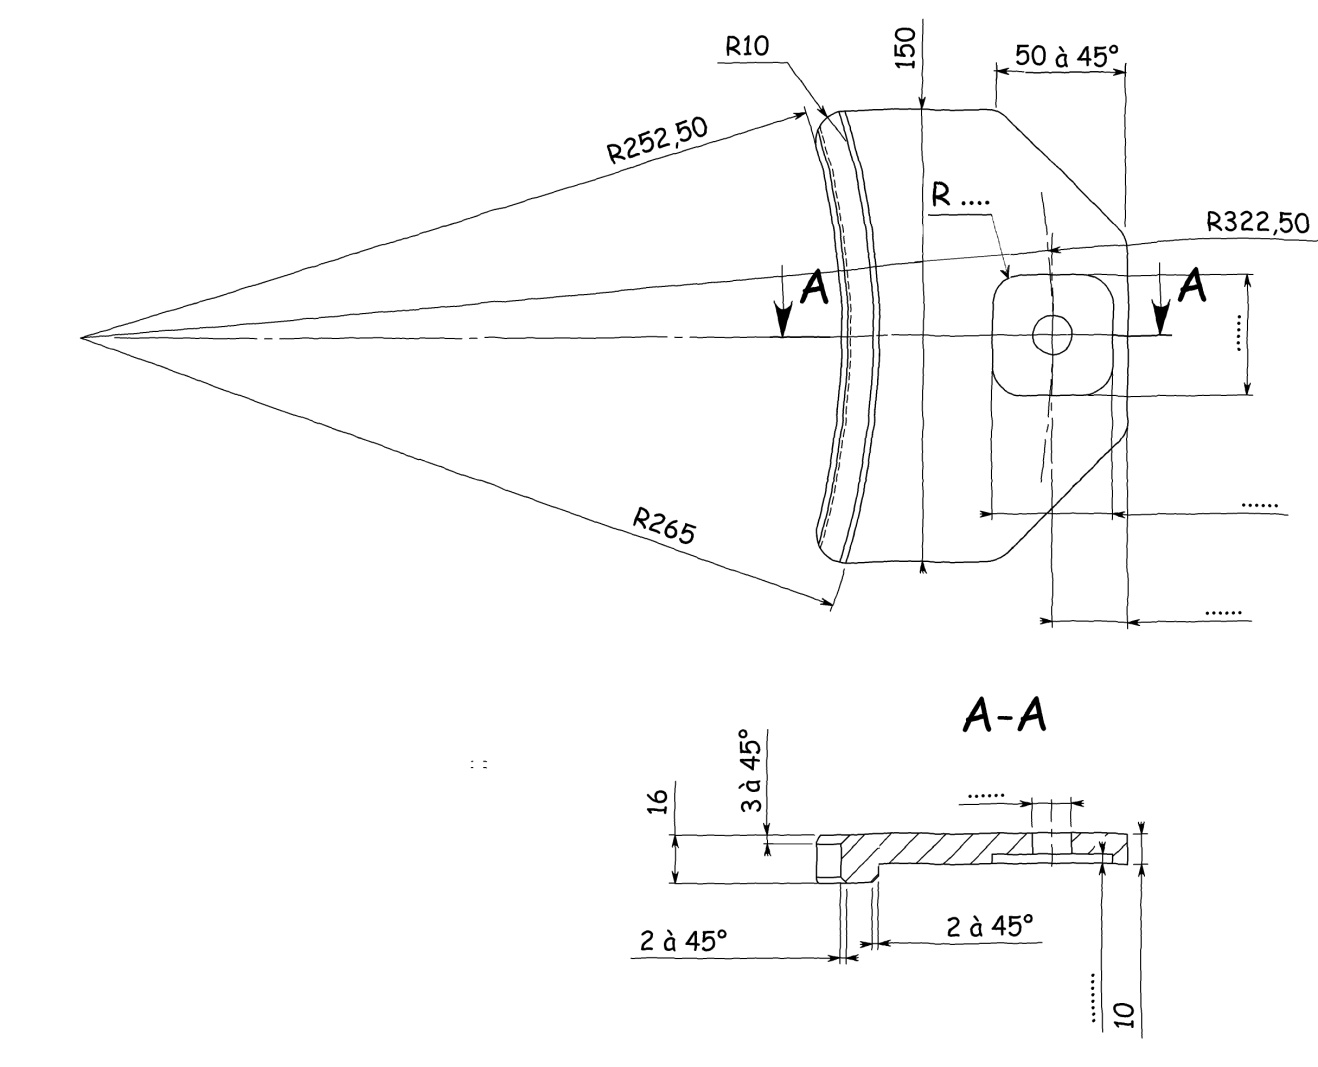 R10
150
50 à 45°
R252,50
R ....
R322,50
A
A
......
R265
......
......
A-A
3 à 45°
16
......
2 à 45°
2 à 45°
........
10